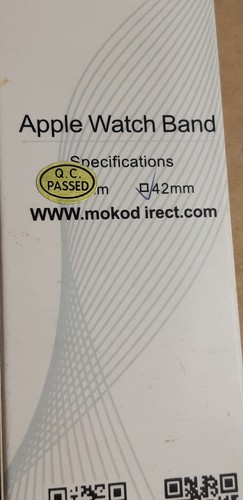 Apple Watch Band
Specifications
Q.C.
PASSED
m 42mm
www.mokod irect.com